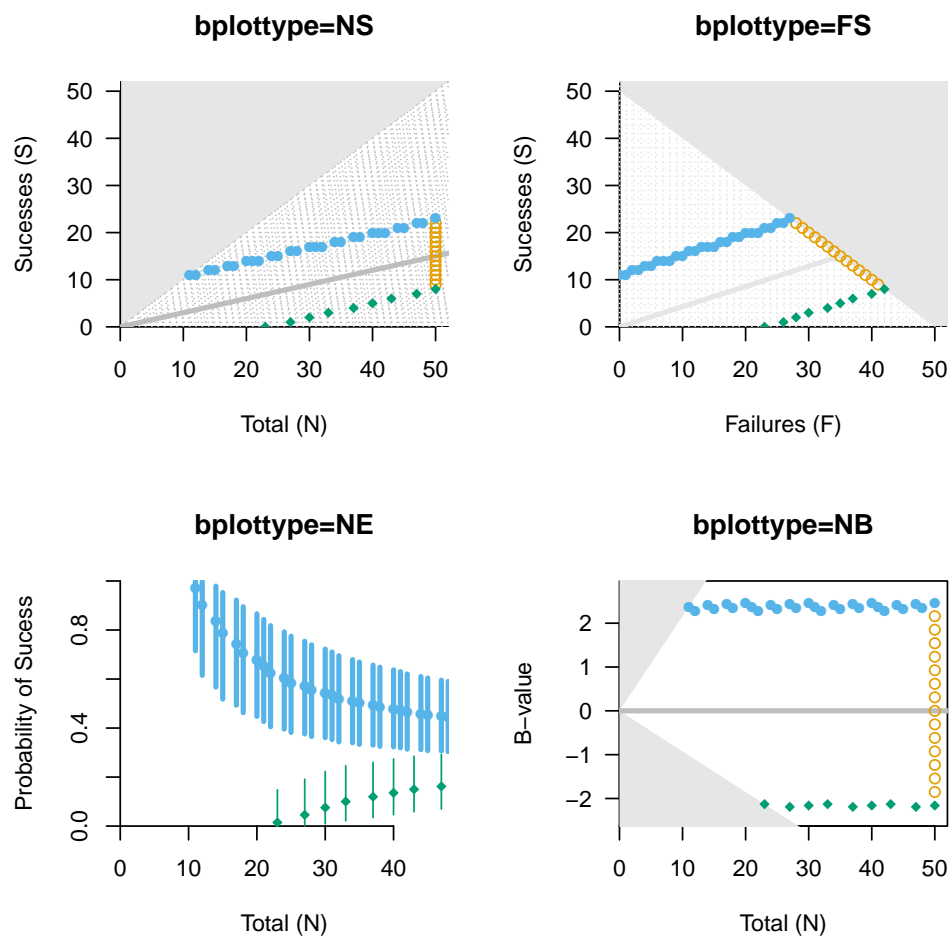 bplottype=NS
Sucesses (S)
50
40
30
20
10
0
0 10 20 30 40 50
Total (N)
bplottype=FS
Sucesses (S)
50
40
30
20
10
0
0 10 20 30 40 50
Failures (F)
bplottype=NE
Probability of Sucess
0.8
0.4
0.0
0 10 20 30 40
Total (N)
bplottype=NB
B−value
2
1
0
−1
−2
0 10 20 30 40 50
Total (N)